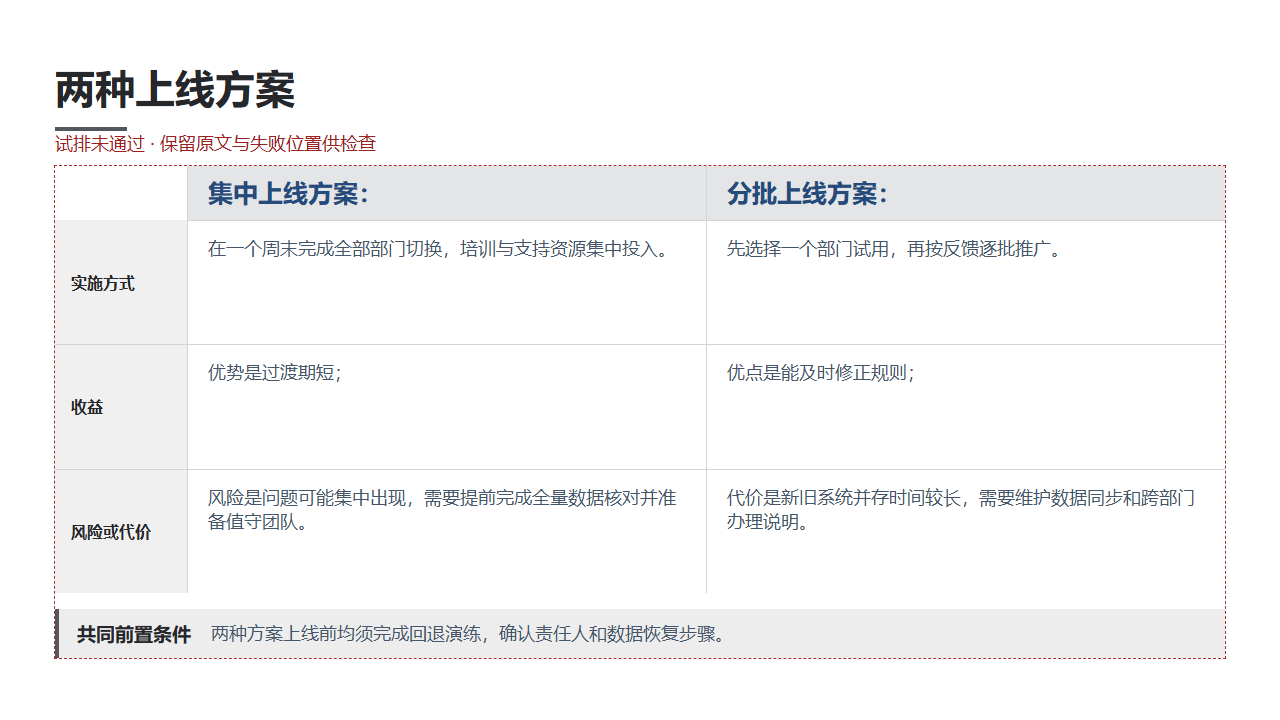 两种上线方案
试排未通过 · 保留原文与失败位置供检查
集中上线方案：
分批上线方案：
实施方式
在一个周末完成全部部门切换，培训与支持资源集中投入。
先选择一个部门试用，再按反馈逐批推广。
收益
优势是过渡期短；
优点是能及时修正规则；
风险或代价
风险是问题可能集中出现，需要提前完成全量数据核对并准
备值守团队。
代价是新旧系统并存时间较长，需要维护数据同步和跨部门
办理说明。
共同前置条件
两种方案上线前均须完成回退演练，确认责任人和数据恢复步骤。